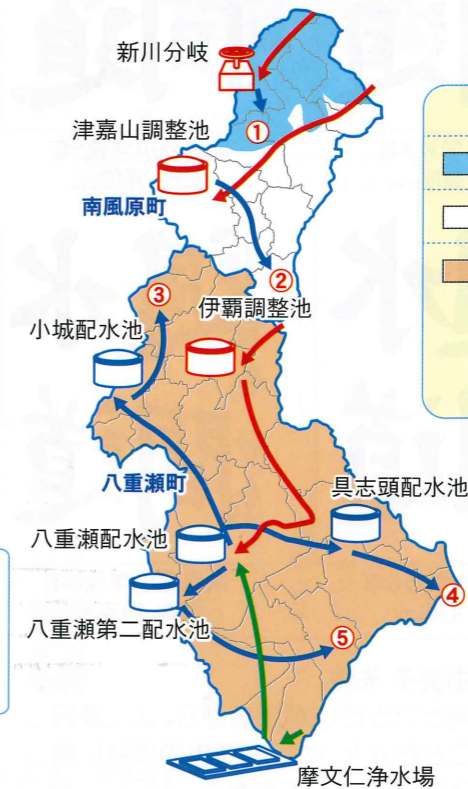 新川分岐
①
津嘉山調整池
南風原町
②
③
伊覇調整池
小城配水池
八重瀬町
具志頭配水池
八重瀬配水池
④
八重瀬第二配水池
⑤
摩文仁浄水場